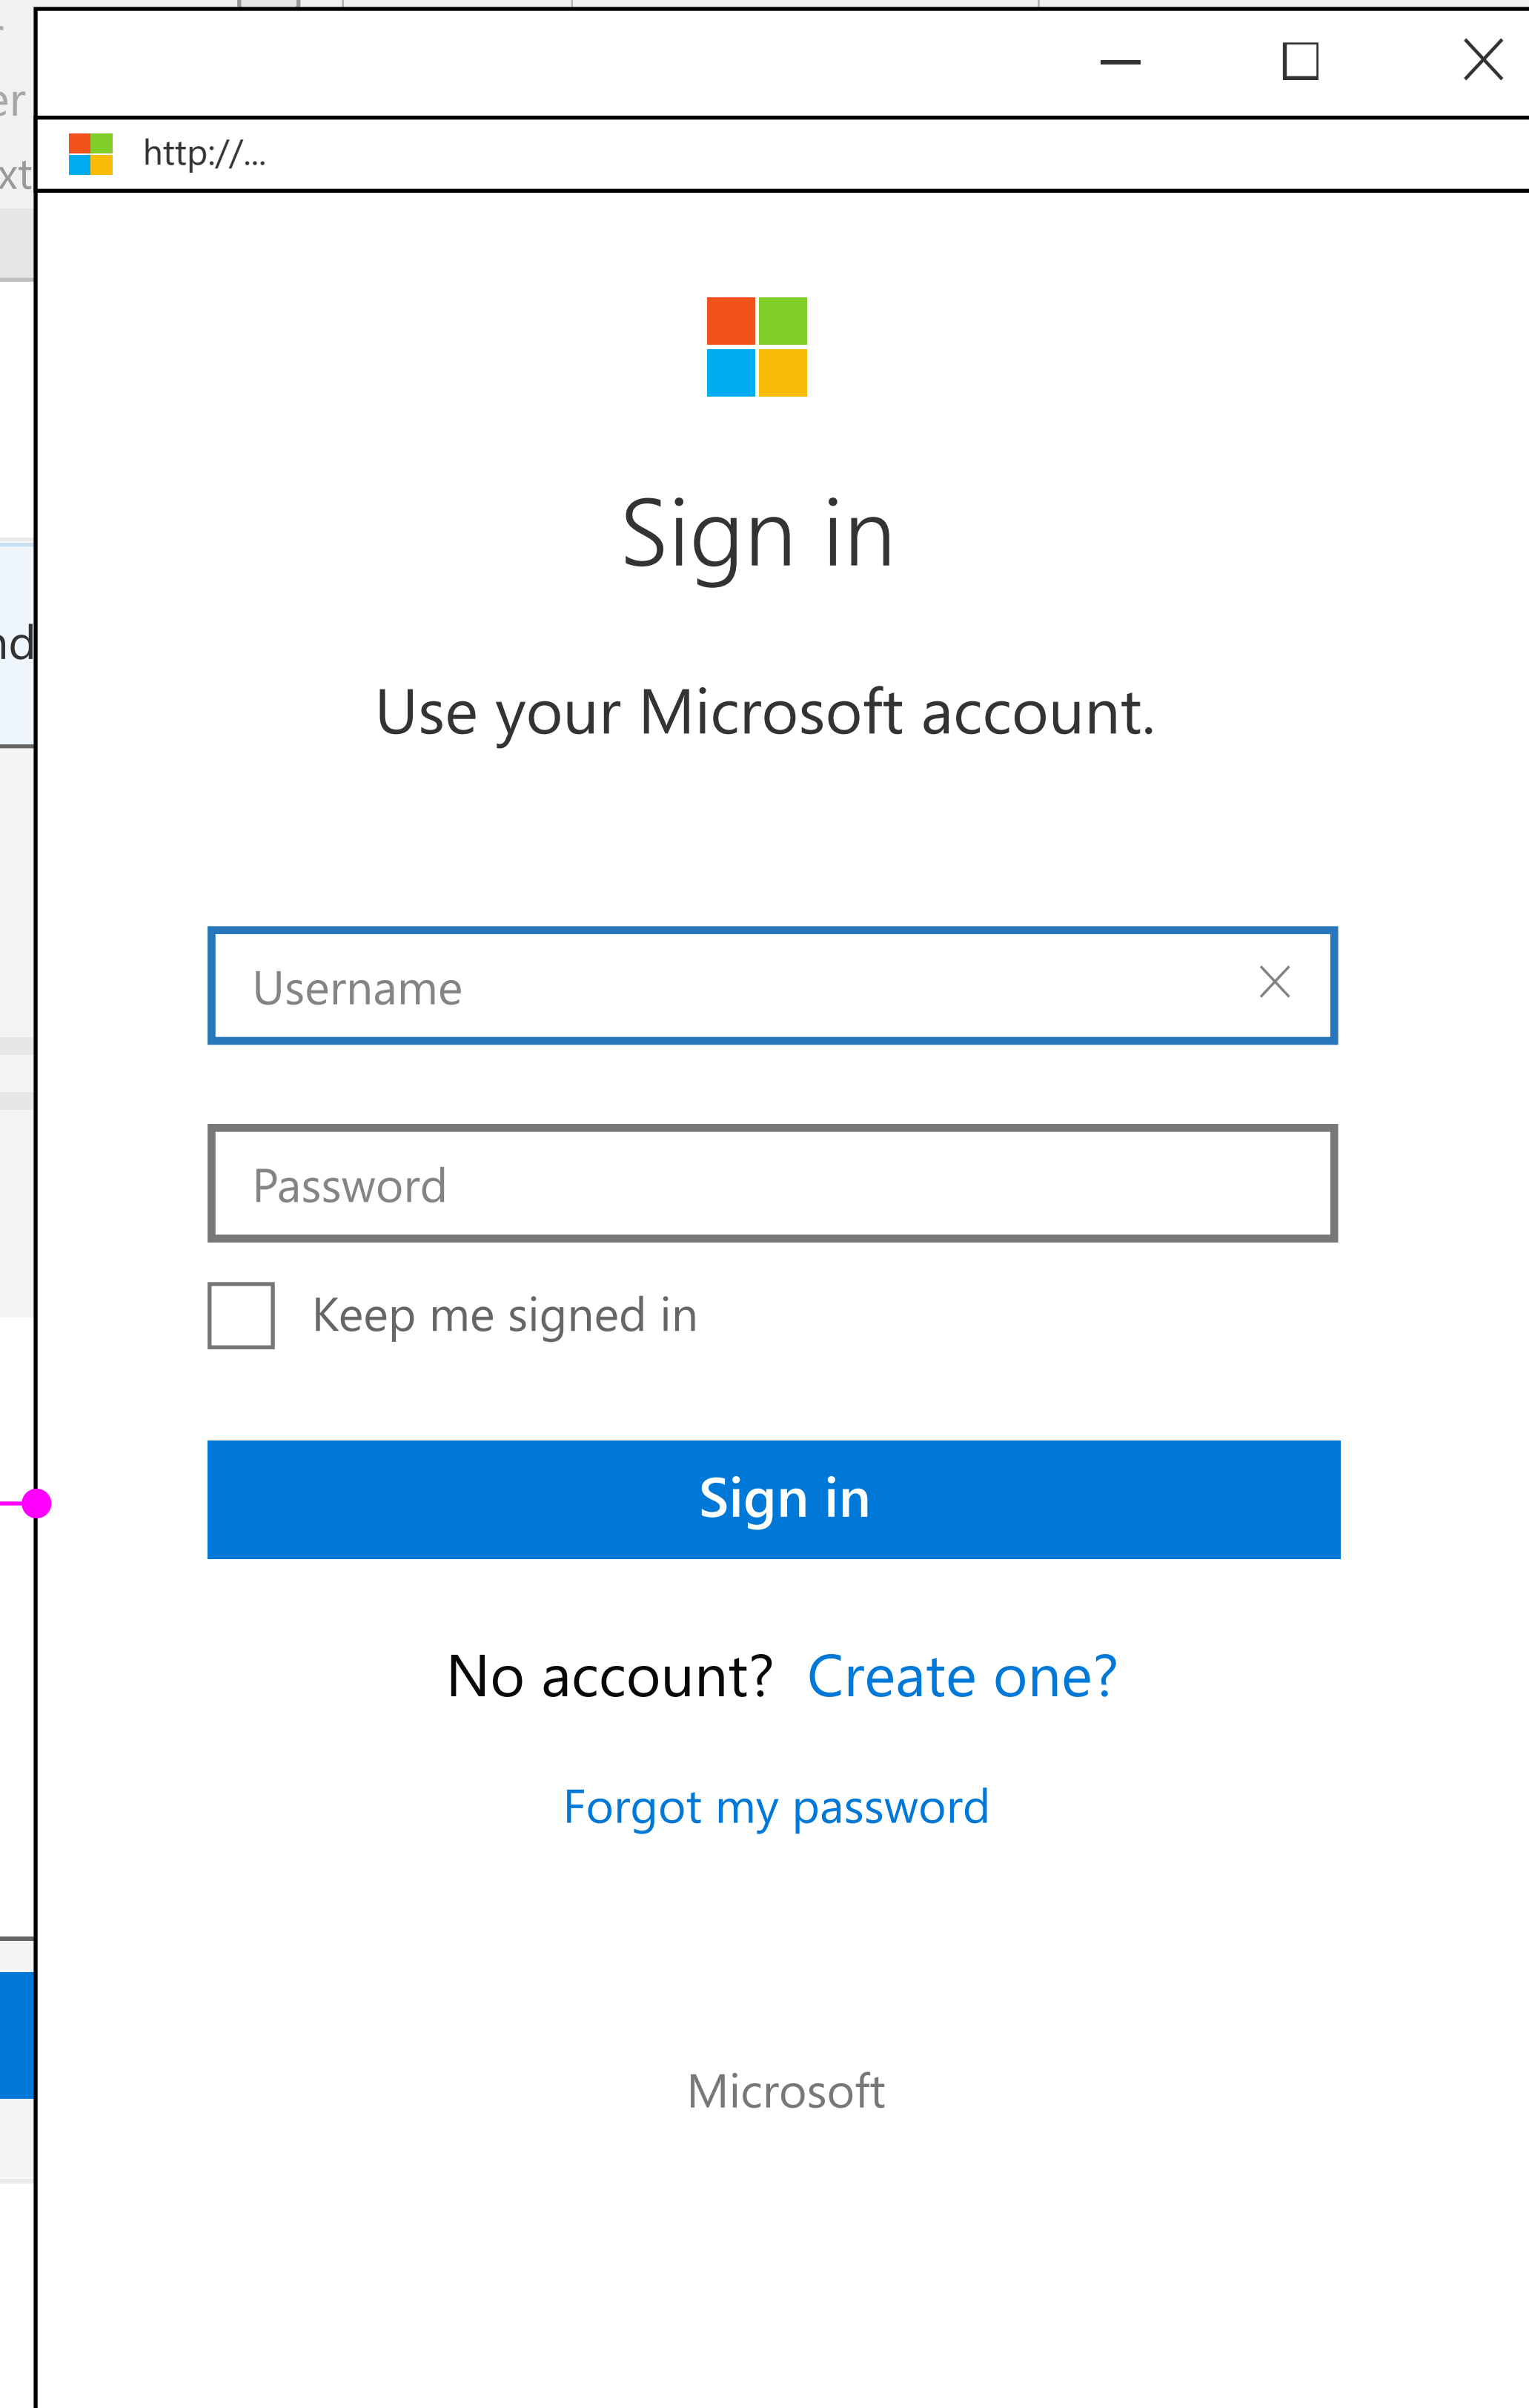 http://...
Sign in
Use your Microsoft account.
Username
Password
Keep me signed in
Sign in
No account? Create one?
Forgot my password
Microsoft